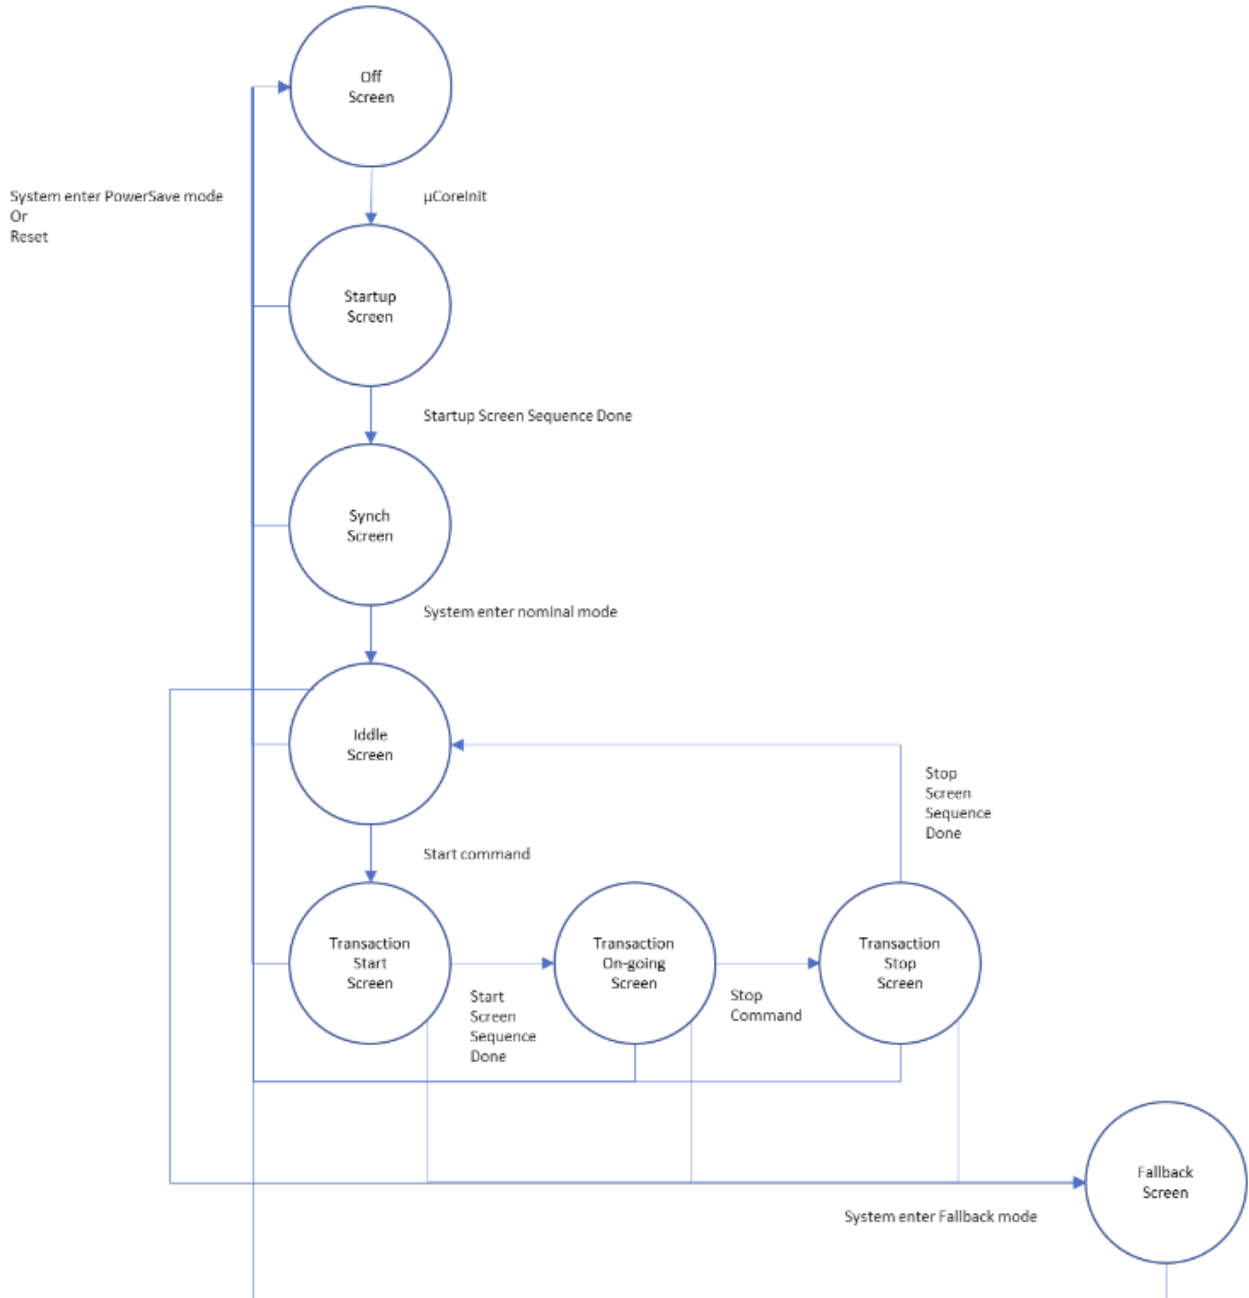 Off
Screen
System enter PowerSave mode
Or
Reset
µCoreInit
Startup
Screen
Startup Screen Sequence Done
Synch
Screen
System enter nominal mode
Iddle
Screen
Stop
Screen
Sequence
Done
Start command
Transaction
Start
Screen
Transaction
On-going
Screen
Transaction
Stop
Screen
Start
Screen
Sequence
Done
Stop
Command
Fallback
Screen
System enter Fallback mode